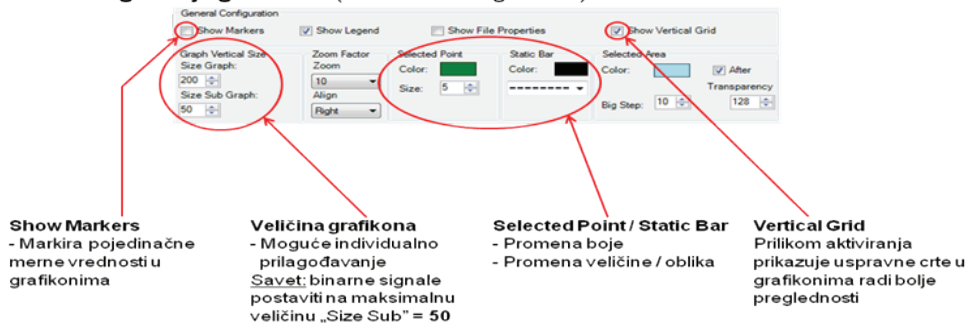 General Configuration
Show Markers
Show Legend
Show File Properties
Show Vertical Grid
Graph Vertical Size
Size Graph:
200
Size Sub Graph:
50
Zoom Factor
Zoom
10
Align
Right
Selected Point
Color:
Size: 5
Static Bar
Color:
Selected Area
Color:
After
Transparency
Big Step: 10
128
Show Markers
- Markira pojedinačne
merne vrednosti u
grafikonima
Veličina grafikona
- Moguće individualno
prilagođavanje
Savet: binarne signale
postaviti na maksimalnu
veličinu „Size Sub" = 50
Selected Point / Static Bar
- Promena boje
- Promena veličine / oblika
Vertical Grid
Prilikom aktiviranja
prikazuje uspravne crte u
grafikonima radi bolje
preglednosti